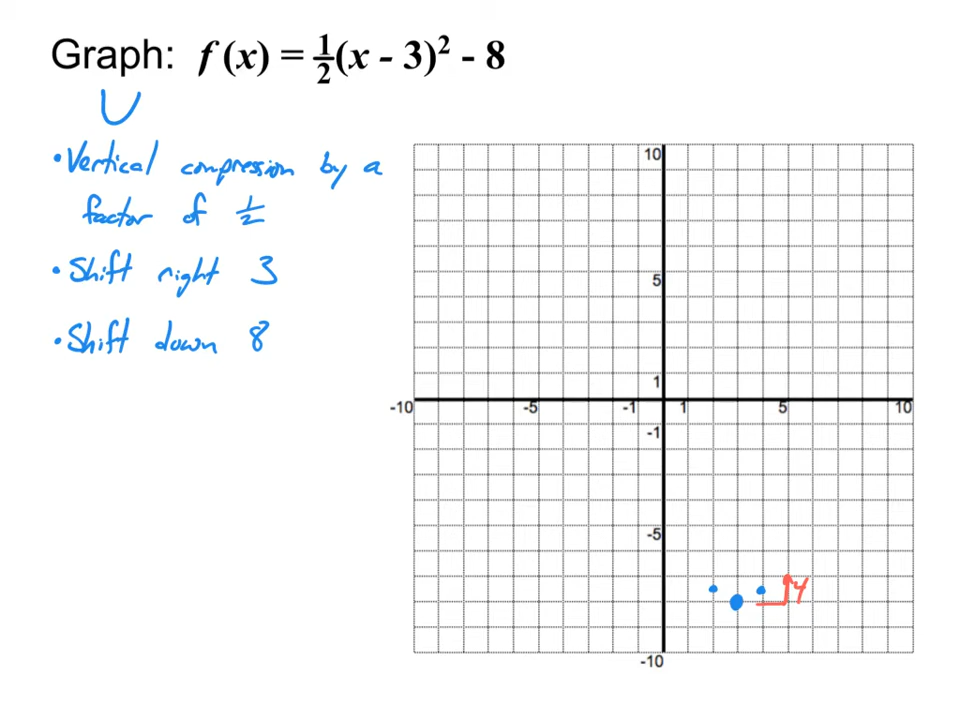 Graph: f (x) = ½(x - 3)² - 8
• Vertical compression by a
factor of ½
• Shift right 3
• Shift down 8
10
5
1
-10 -5 -1 1 5 10
-1
-5
4
-10